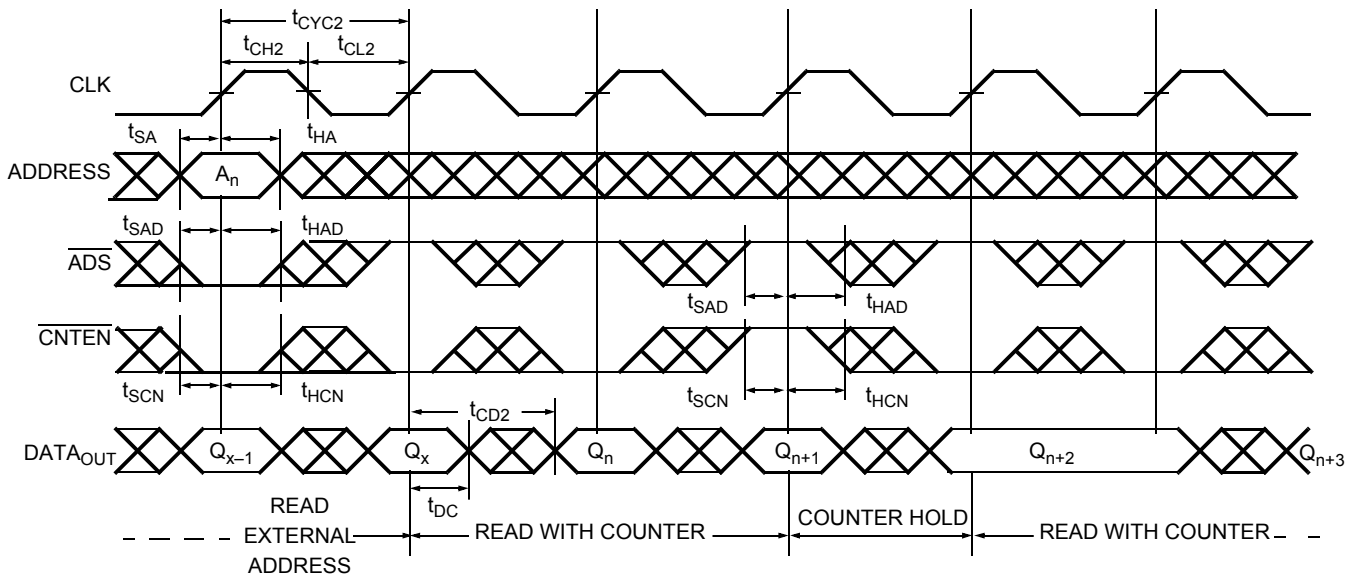 tCYC2
tCH2 tCL2
CLK
tSA tHA
ADDRESS An
tSAD tHAD
ADS
tSAD tHAD
CNTEN
tSCN tHCN tSCN tHCN
tCD2
DATAOUT Qx–1 Qx Qn Qn+1 Qn+2 Qn+3
tDC
READ
EXTERNAL
ADDRESS
READ WITH COUNTER
COUNTER HOLD
READ WITH COUNTER